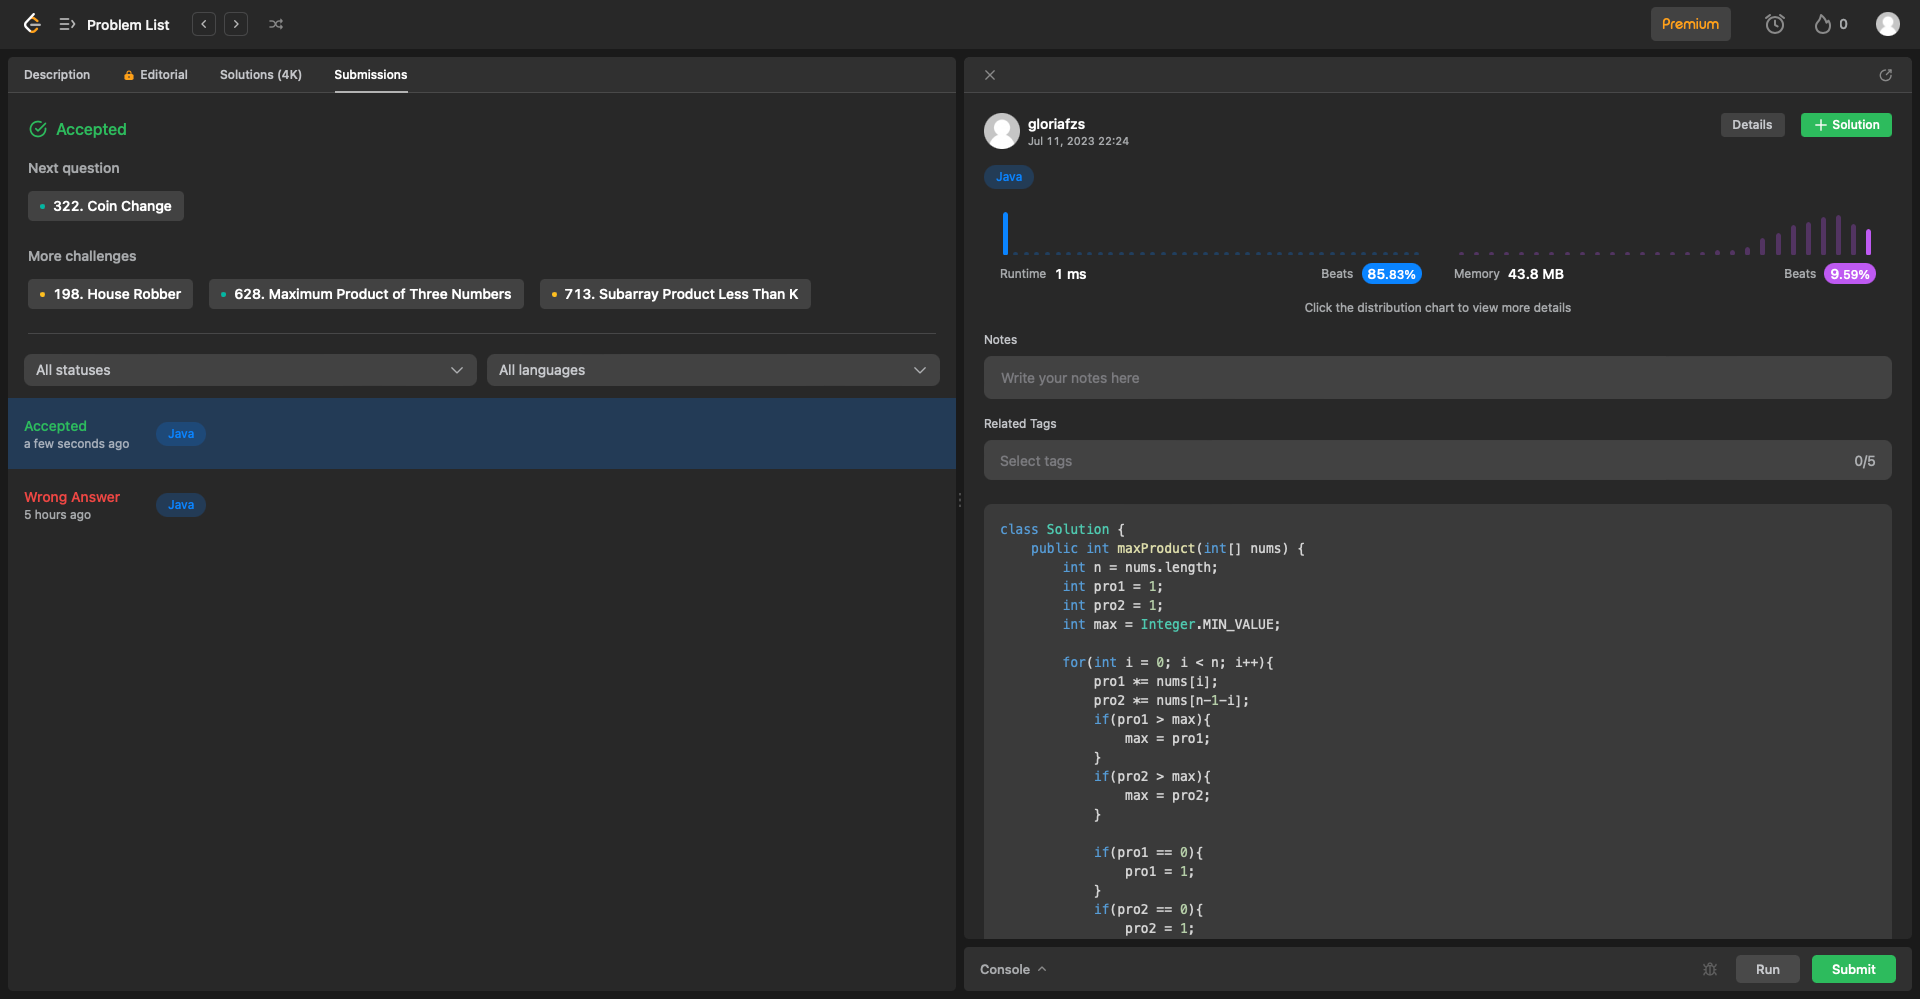 Problem List
Premium
0
Description
Editorial
Solutions (4K)
Submissions
Accepted
Next question
322. Coin Change
More challenges
198. House Robber
628. Maximum Product of Three Numbers
713. Subarray Product Less Than K
All statuses
All languages
Accepted
a few seconds ago
Java
Wrong Answer
5 hours ago
Java
gloriafzs
Jul 11, 2023 22:24
Details
+ Solution
Java
Runtime 1 ms
Beats 85.83%
Memory 43.8 MB
Beats 9.59%
Click the distribution chart to view more details
Notes
Write your notes here
Related Tags
Select tags
0/5
class Solution {
    public int maxProduct(int[] nums) {
        int n = nums.length;
        int pro1 = 1;
        int pro2 = 1;
        int max = Integer.MIN_VALUE;
        for(int i = 0; i < n; i++){
            pro1 *= nums[i];
            pro2 *= nums[n-1-i];
            if(pro1 > max){
                max = pro1;
            }
            if(pro2 > max){
                max = pro2;
            }
            if(pro1 == 0){
                pro1 = 1;
            }
            if(pro2 == 0){
                pro2 = 1;
Console
Run
Submit